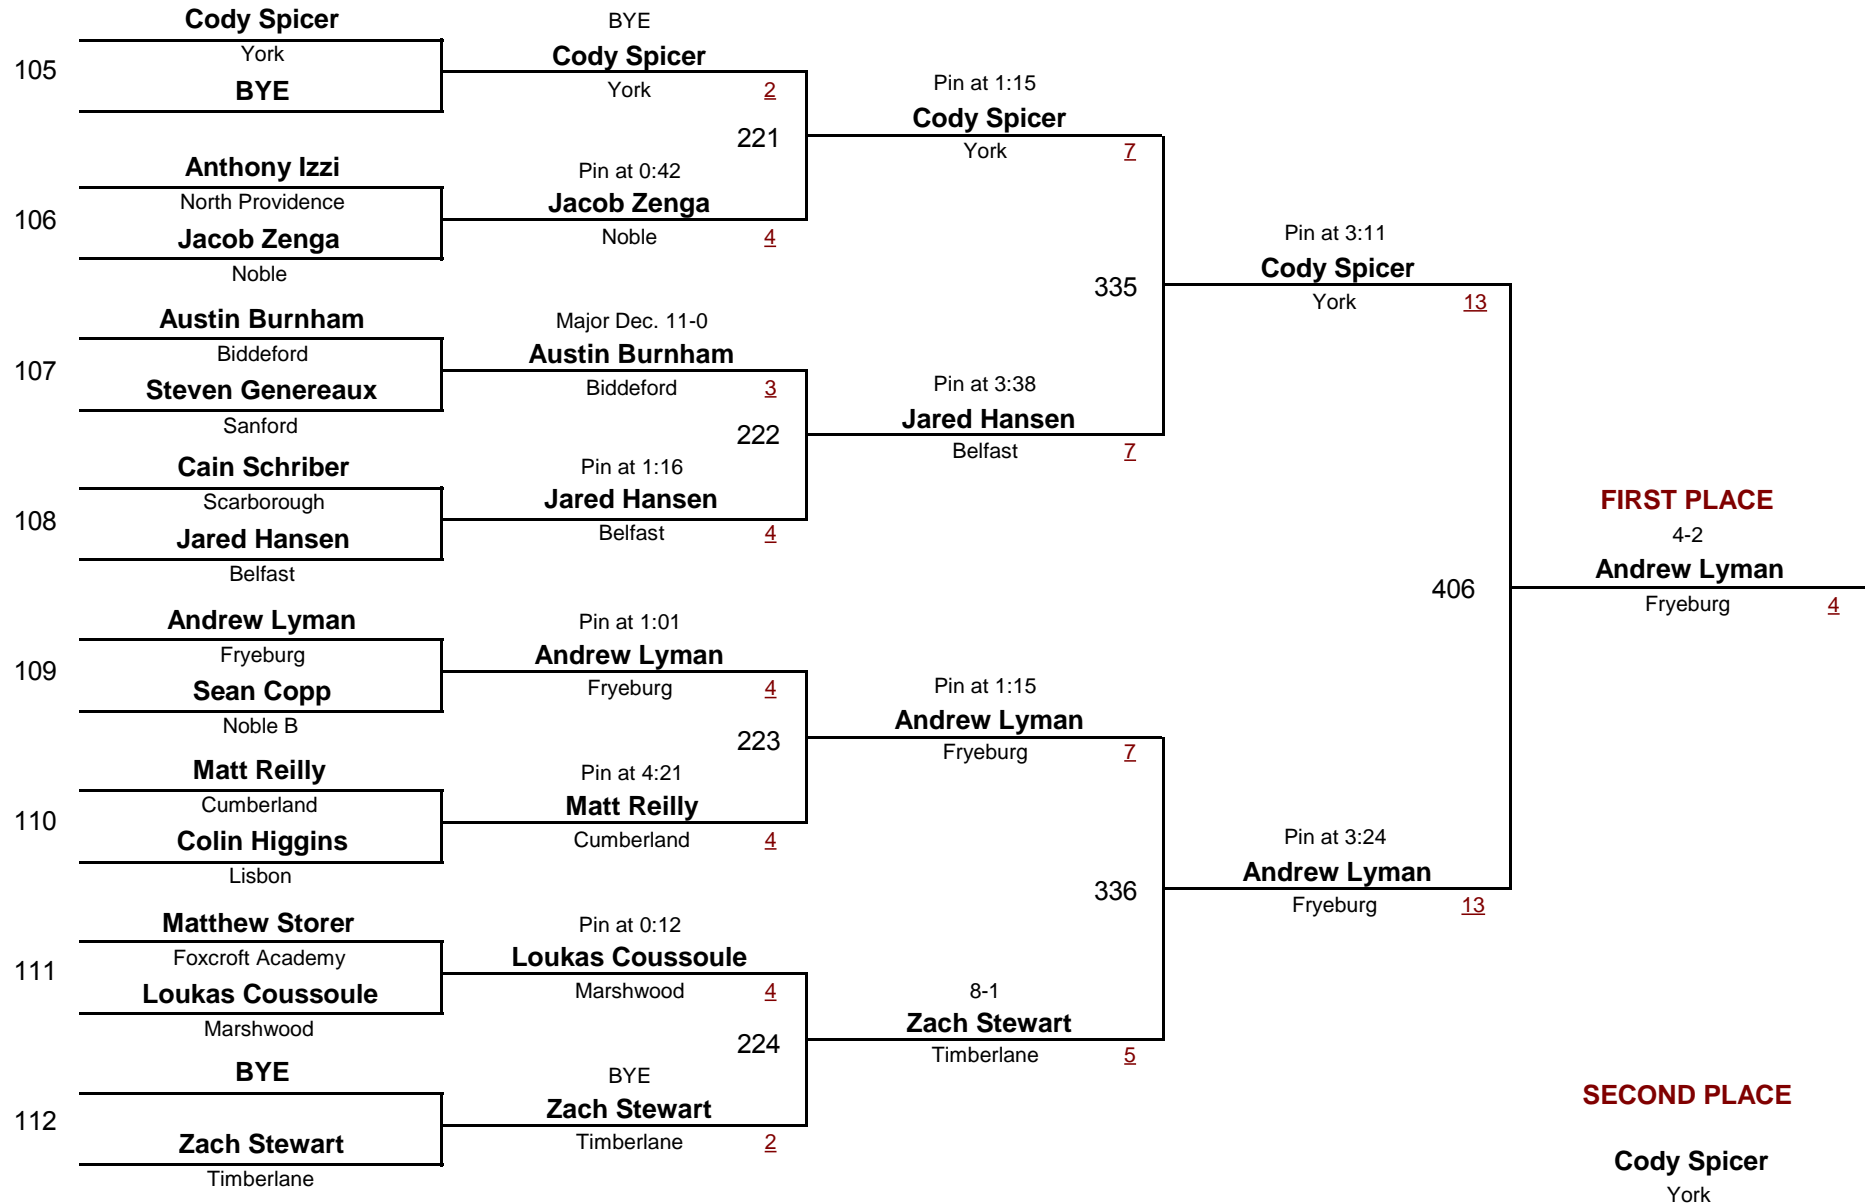 Cody Spicer
105
York
BYE
Anthony Izzi
106
North Providence
Jacob Zenga
Noble
Austin Burnham
107
Biddeford
Steven Genereaux
Sanford
Cain Schriber
108
Scarborough
Jared Hansen
Belfast
Andrew Lyman
109
Fryeburg
Sean Copp
Noble B
Matt Reilly
110
Cumberland
Colin Higgins
Lisbon
Matthew Storer
111
Foxcroft Academy
Loukas Coussoule
Marshwood
BYE
112
Zach Stewart
Timberlane
BYE
Cody Spicer
York 2
221
Pin at 0:42
Jacob Zenga
Noble 4
Major Dec. 11-0
Austin Burnham
Biddeford 3
222
Pin at 1:16
Jared Hansen
Belfast 4
Pin at 1:01
Andrew Lyman
Fryeburg 4
223
Pin at 4:21
Matt Reilly
Cumberland 4
Pin at 0:12
Loukas Coussoule
Marshwood 4
224
BYE
Zach Stewart
Timberlane 2
Pin at 1:15
Cody Spicer
York 7
335
Pin at 3:38
Jared Hansen
Belfast 7
Pin at 1:15
Andrew Lyman
Fryeburg 7
336
8-1
Zach Stewart
Timberlane 5
Pin at 3:11
Cody Spicer
York 13
406
Pin at 3:24
Andrew Lyman
Fryeburg 13
FIRST PLACE
4-2
Andrew Lyman
Fryeburg 4
SECOND PLACE
Cody Spicer
York